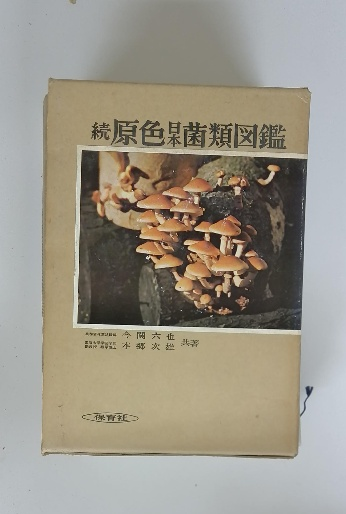 続 原色日本菌類図鑑
今関六也
本郷次雄 共著
保育社